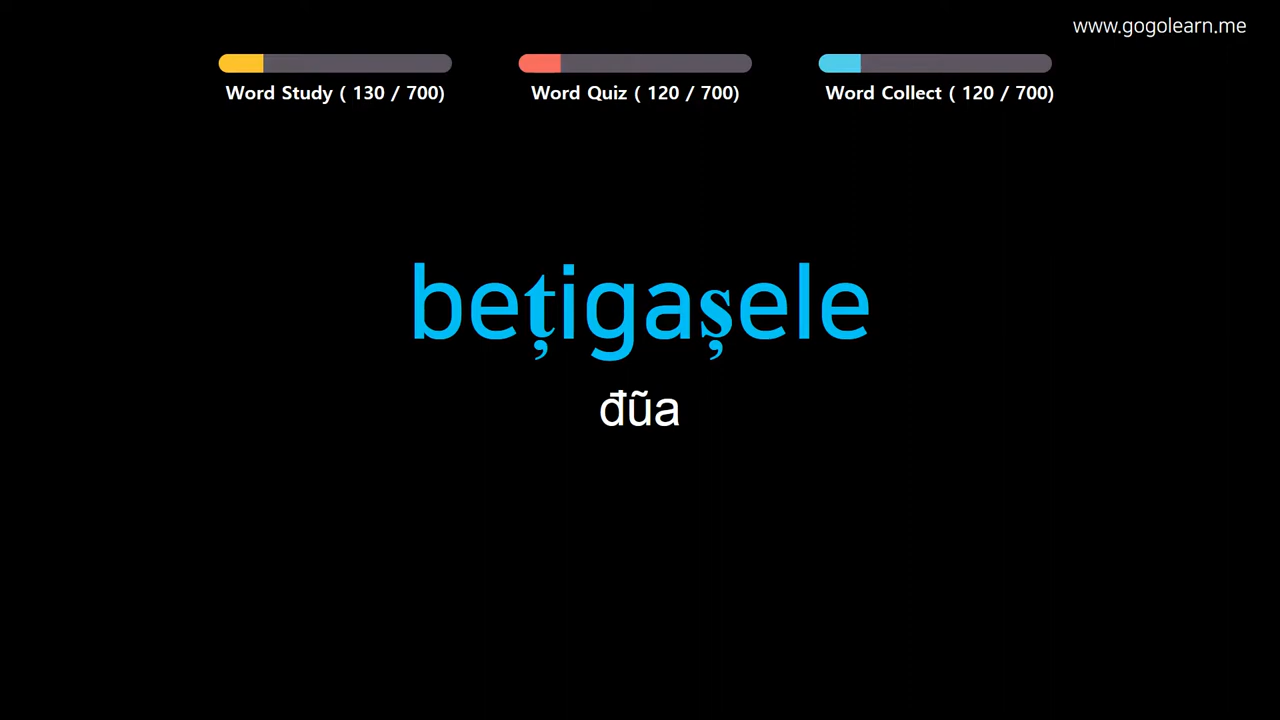 www.gogolearn.me
Word Study ( 130 / 700)
Word Quiz ( 120 / 700)
Word Collect ( 120 / 700)
bețigașele
đũa